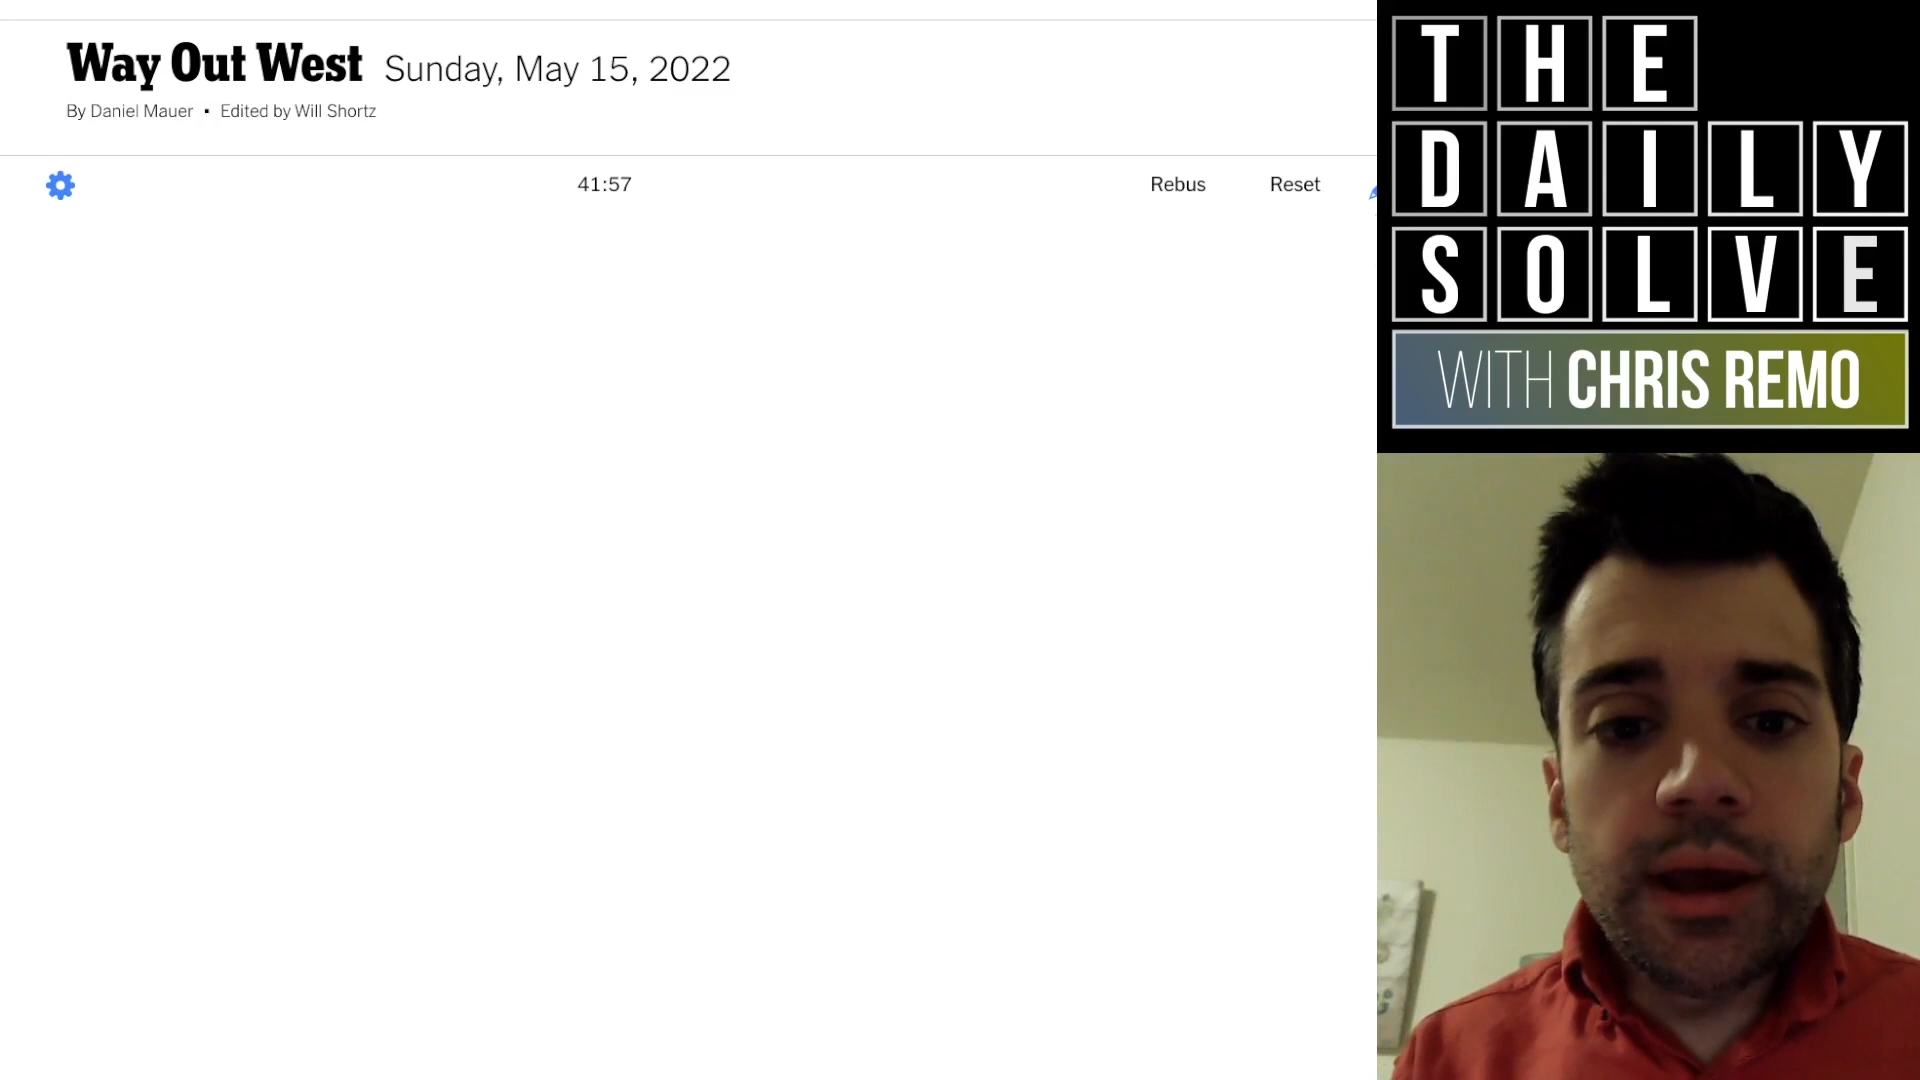 Way Out West Sunday, May 15, 2022
By Daniel Mauer ▪ Edited by Will Shortz
41:57 Rebus Reset
THE
DAILY
SOLVE
WITH CHRIS REMO